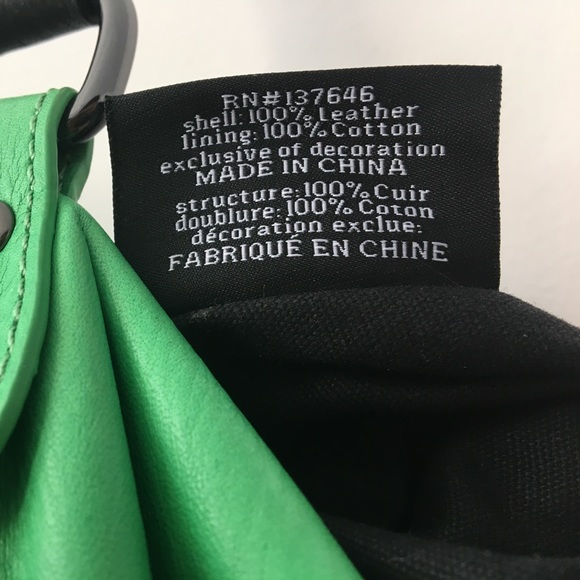 RN#137646
shell:100% Leather
lining:100% Cotton
exclusive of decoration
MADE IN CHINA
structure:100% Cuir
doublure:100% Coton
décoration exclue:
FABRIQUÉ EN CHINE